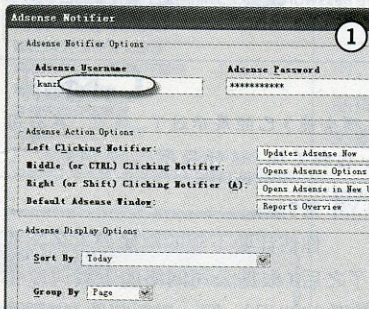 Adsense Notifier
1
Adsense Notifier Options
Adsense Username
Adsense Password
***********
Adsense Action Options
Left Clicking Notifier:
Updates Adsense Now
Middle (or CTRL) Clicking Notifier:
Opens Adsense Options
Right (or Shift) Clicking Notifier (A):
Opens Adsense in New
Default Adsense Window:
Reports Overview
Adsense Display Options
Sort By Today
Group By Page